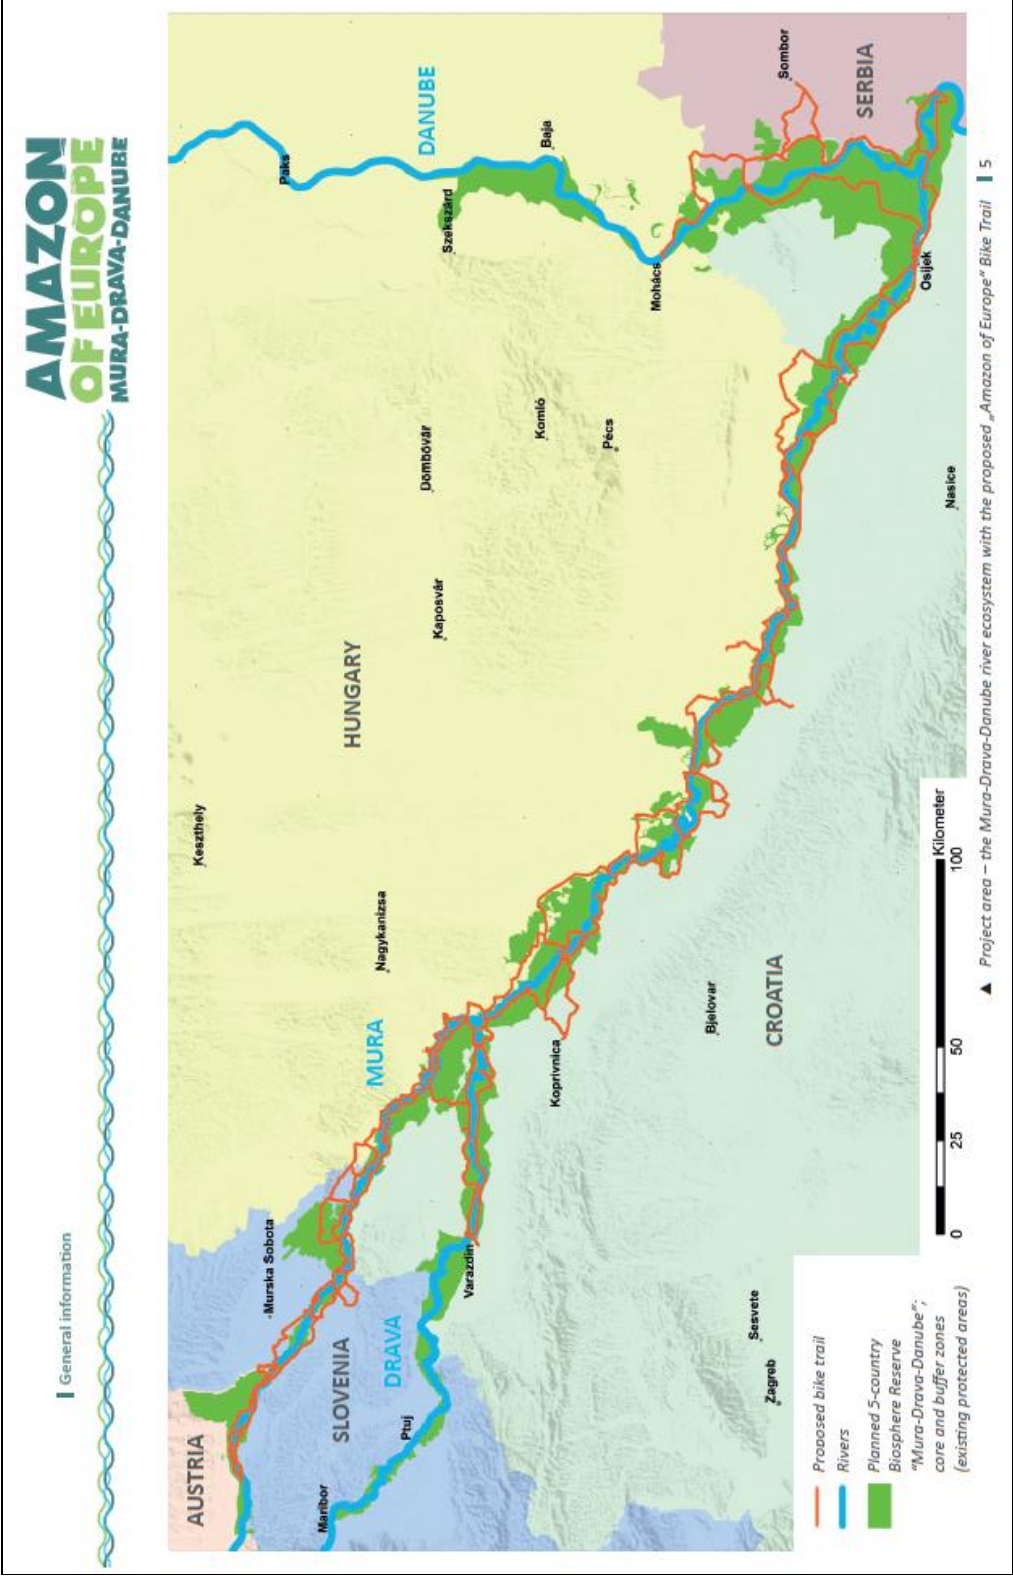 General information
AMAZON
OF EUROPE
MURA-DRAVA-DANUBE
AUSTRIA
SLOVENIA
HUNGARY
CROATIA
SERBIA
MURA
DRAVA
DANUBE
Maribor
Ptuj
Murska Sobota
Varazdin
Nagykanizsa
Keszthely
Kaposvár
Dombóvár
Komló
Pécs
Szekszárd
Paks
Baja
Mohács
Sombor
Osijek
Nasice
Koprivnica
Bjelovar
Sesvete
Zagreb
Proposed bike trail
Rivers
Planned 5-country
Biosphere Reserve
"Mura-Drava-Danube";
core and buffer zones
(existing protected areas)
0 25 50 100
Kilometer
▲ Project area – the Mura-Drava-Danube river ecosystem with the proposed „Amazon of Europe" Bike Trail 5